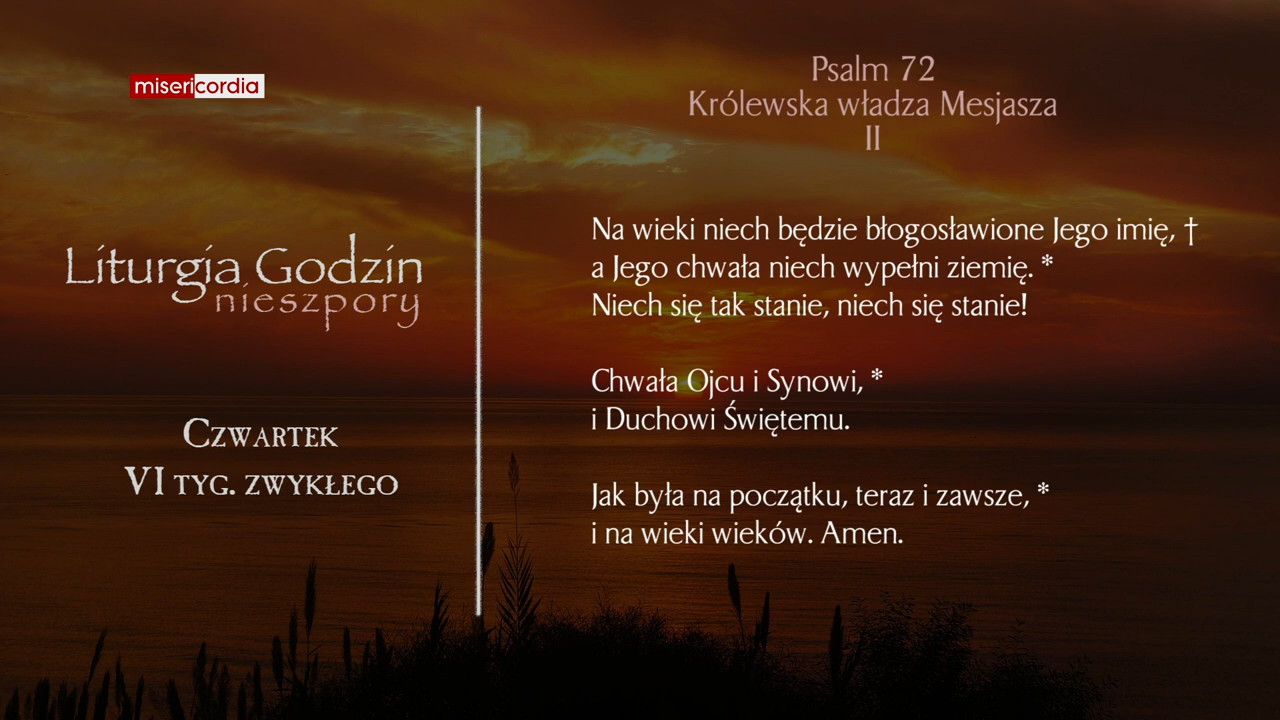 misericordia
Liturgia Godzin
nieszpory
Czwartek
VI tyg. zwykłego
Psalm 72
Królewska władza Mesjasza
II
Na wieki niech będzie błogosławione Jego imię, †
a Jego chwała niech wypełni ziemię. *
Niech się tak stanie, niech się stanie!
Chwała Ojcu i Synowi, *
i Duchowi Świętemu.
Jak była na początku, teraz i zawsze, *
i na wieki wieków. Amen.